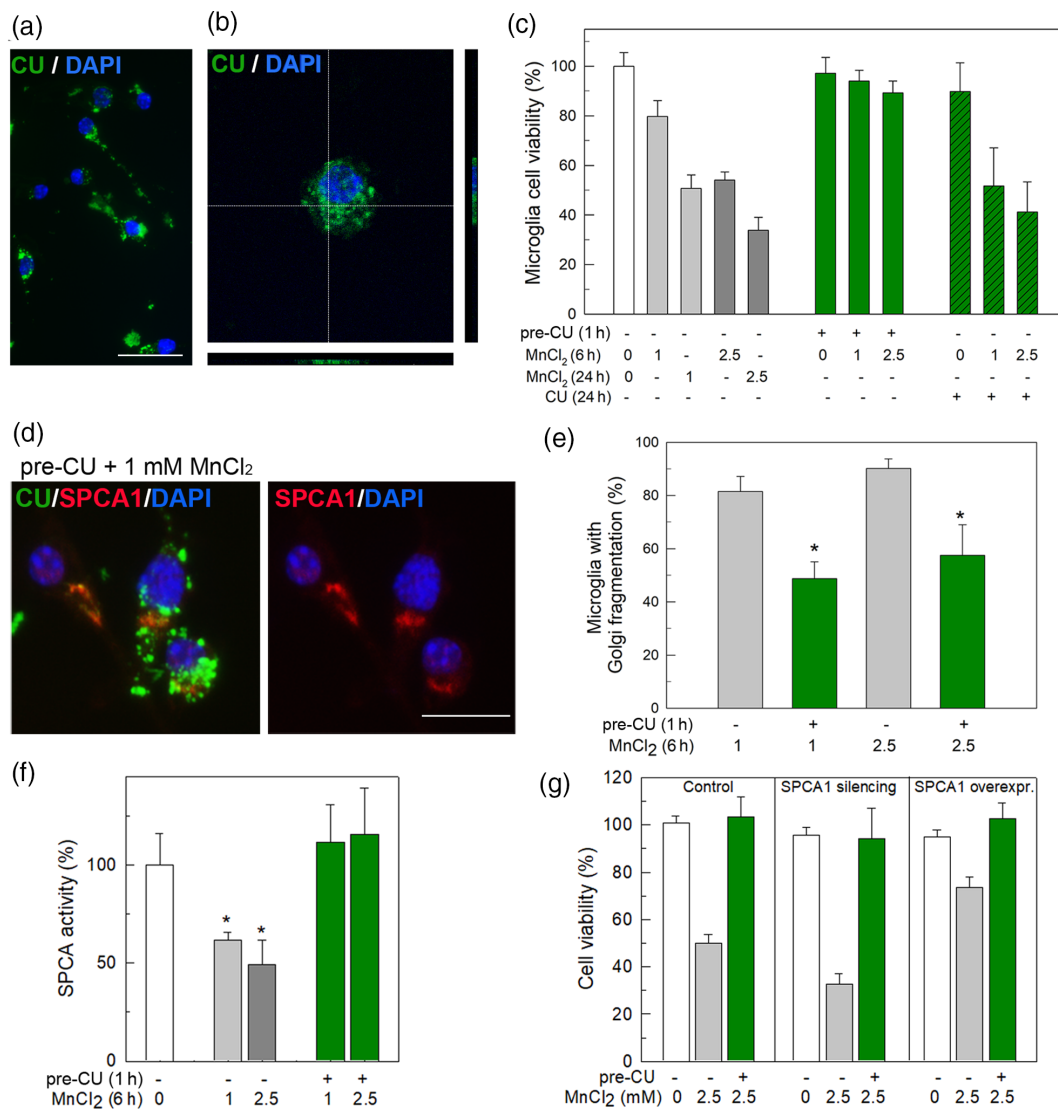 (a)
CU / DAPI
(b)
CU / DAPI
(c)
Microglia cell viability (%)
100
80
60
40
20
0
pre-CU (1 h) - - - - - + + + - - -
MnCl₂ (6 h) 0 1 - 2.5 - 0 1 2.5 0 1 2.5
MnCl₂ (24 h) 0 - 1 - 2.5 - - - - - -
CU (24 h) - - - - - - - - + + +
(d)
pre-CU + 1 mM MnCl₂
CU/SPCA1/DAPI
SPCA1/DAPI
(e)
Microglia with
Golgi fragmentation (%)
100
80
60
40
20
0
* *
pre-CU (1 h) - + - +
MnCl₂ (6 h) 1 1 2.5 2.5
(f)
SPCA activity (%)
100
50
0
* *
pre-CU (1 h) - - - + +
MnCl₂ (6 h) 0 1 2.5 1 2.5
(g)
Cell viability (%)
120
100
80
60
40
20
0
Control SPCA1 silencing SPCA1 overexpr.
pre-CU - - + - - + - - +
MnCl₂ (mM) 0 2.5 2.5 0 2.5 2.5 0 2.5 2.5